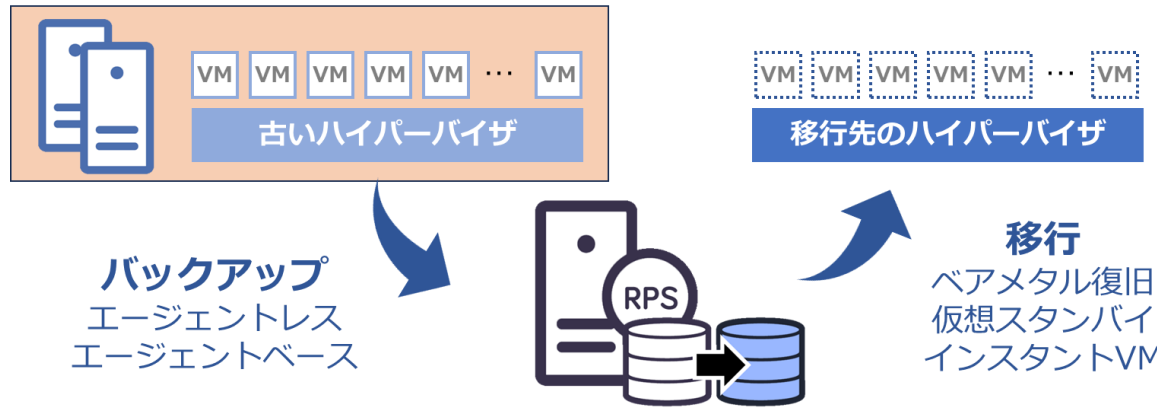 VM VM VM VM VM … VM
古いハイパーバイザ
VM VM VM VM VM … VM
移行先のハイパーバイザ
バックアップ
エージェントレス
エージェントベース
RPS
移行
ベアメタル復旧
仮想スタンバイ
インスタントVM